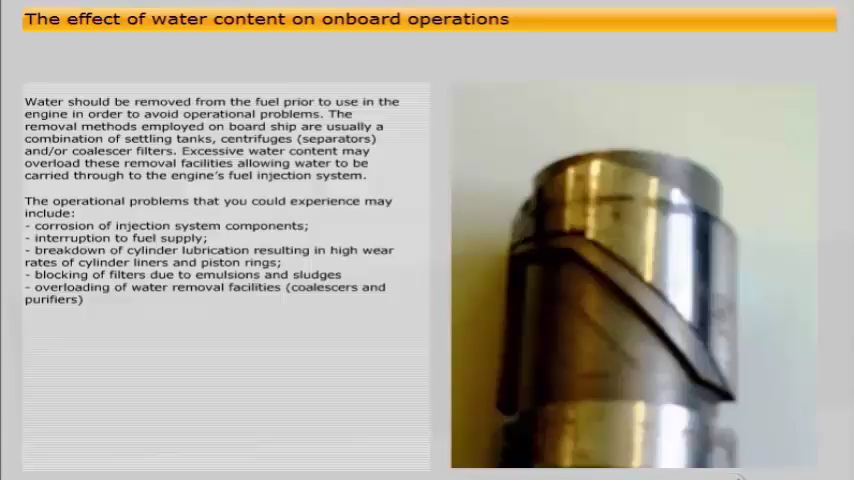 The effect of water content on onboard operations
Water should be removed from the fuel prior to use in the
engine in order to avoid operational problems. The
removal methods employed on board ship are usually a
combination of settling tanks, centrifuges (separators)
and/or coalescer filters. Excessive water content may
overload these removal facilities allowing water to be
carried through to the engine's fuel injection system.
The operational problems that you could experience may
include:
- corrosion of injection system components;
- interruption to fuel supply;
- breakdown of cylinder lubrication resulting in high wear
rates of cylinder liners and piston rings;
- blocking of filters due to emulsions and sludges
- overloading of water removal facilities (coalescers and
purifiers)